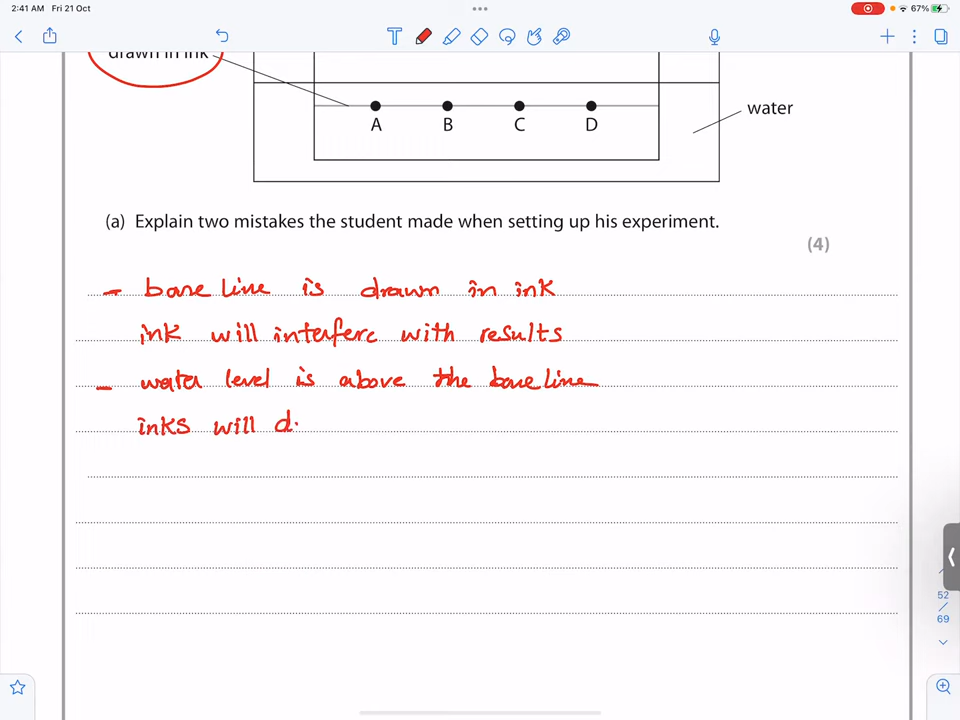 2:41 AM Fri 21 Oct
67%
drawn in ink
A B C D
water
(a) Explain two mistakes the student made when setting up his experiment.
(4)
- base line is drawn in ink
ink will interfere with results
- water level is above the base line
inks will d.
52
/
69